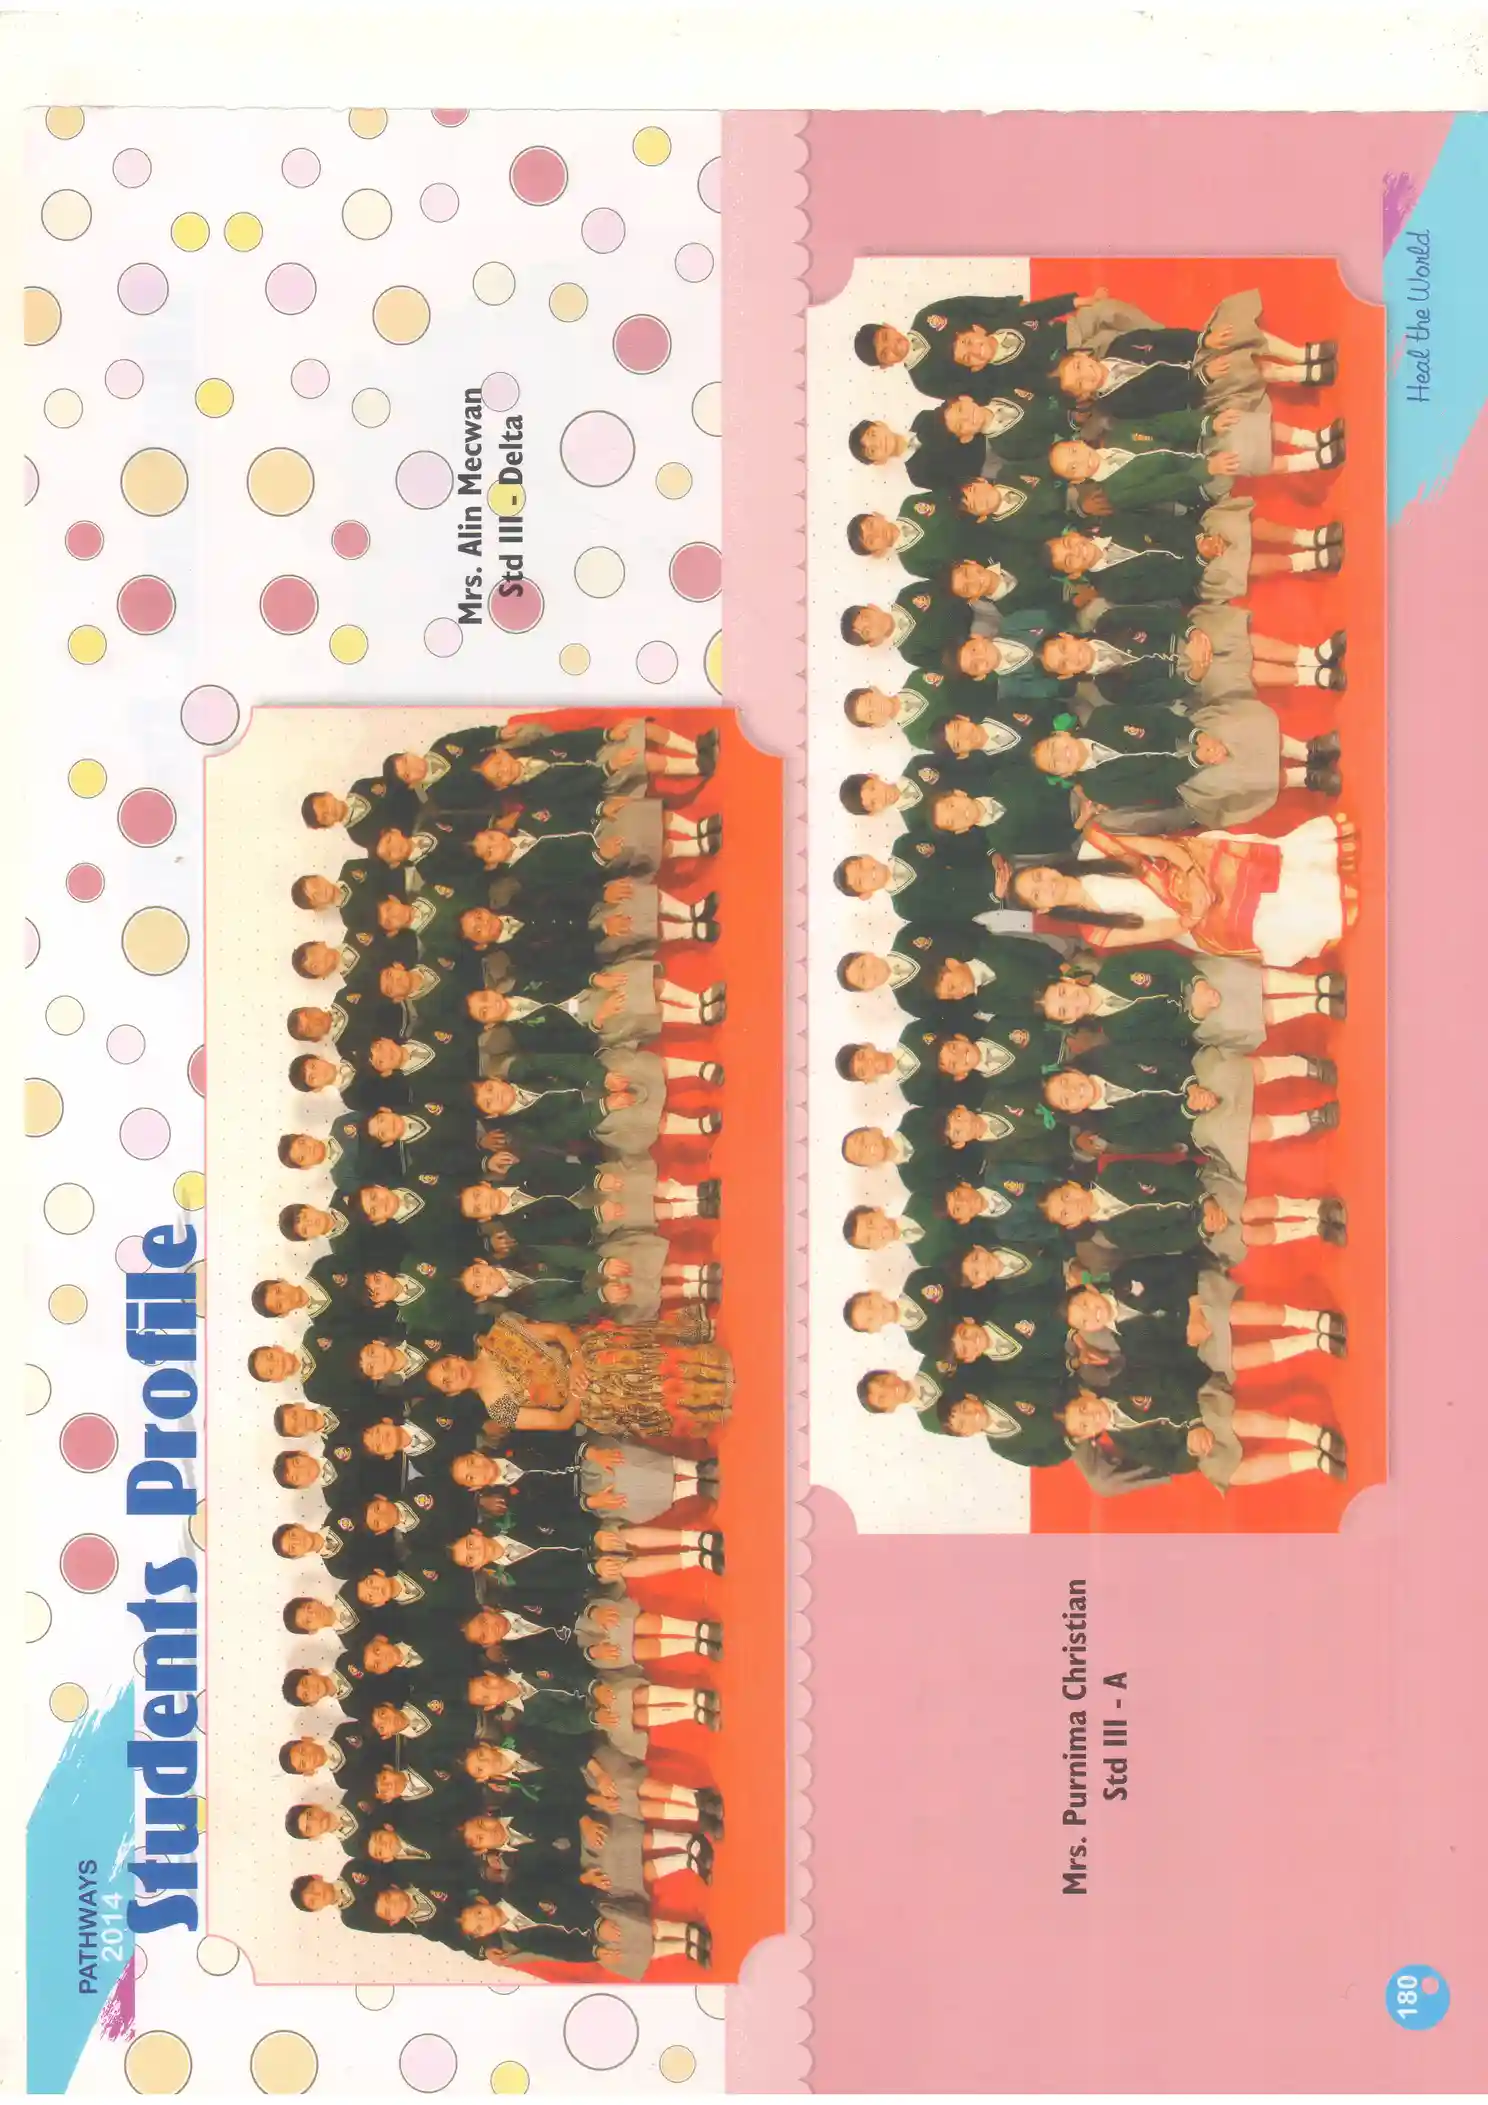 PATHWAYS
2014
Students Profile
Mrs. Alin Mecwan
Std III - Delta
Mrs. Purnima Christian
Std III - A
180
Heal the World